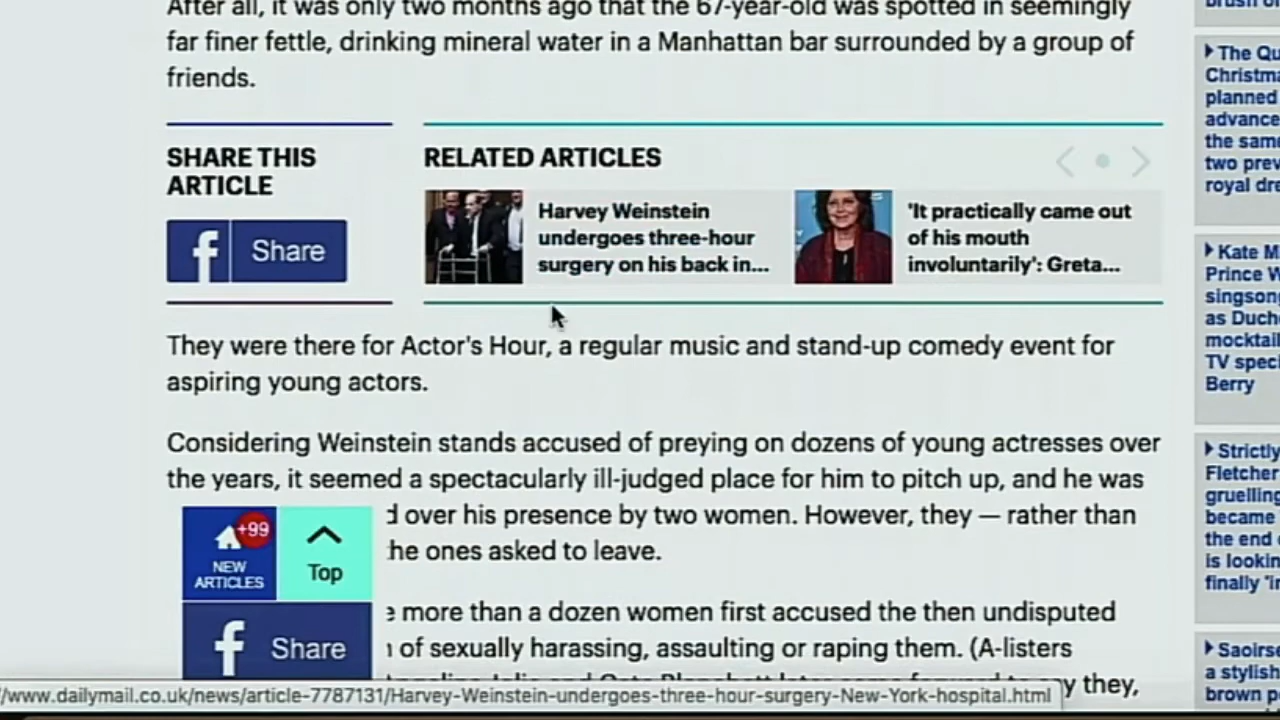 After all, it was only two months ago that the 67-year-old was spotted in seemingly
far finer fettle, drinking mineral water in a Manhattan bar surrounded by a group of
friends.
SHARE THIS
ARTICLE
f Share
RELATED ARTICLES
Harvey Weinstein
undergoes three-hour
surgery on his back in...
'It practically came out
of his mouth
involuntarily': Greta...
They were there for Actor's Hour, a regular music and stand-up comedy event for
aspiring young actors.
Considering Weinstein stands accused of preying on dozens of young actresses over
the years, it seemed a spectacularly ill-judged place for him to pitch up, and he was
over his presence by two women. However, they — rather than
the ones asked to leave.
more than a dozen women first accused the then undisputed
of sexually harassing, assaulting or raping them. (A-listers
they,
+99
NEW
ARTICLES
Top
f Share
/www.dailymail.co.uk/news/article-7787131/Harvey-Weinstein-undergoes-three-hour-surgery-New-York-hospital.html
The Qu
Christma
planned
advance
the sam
two prev
royal dre
Kate M
Prince W
singsong
as Duch
mocktail
TV speci
Berry
Strictly
Fletcher
gruelling
became
the end
is lookin
finally 'i
Saoirse
a stylish
brown p